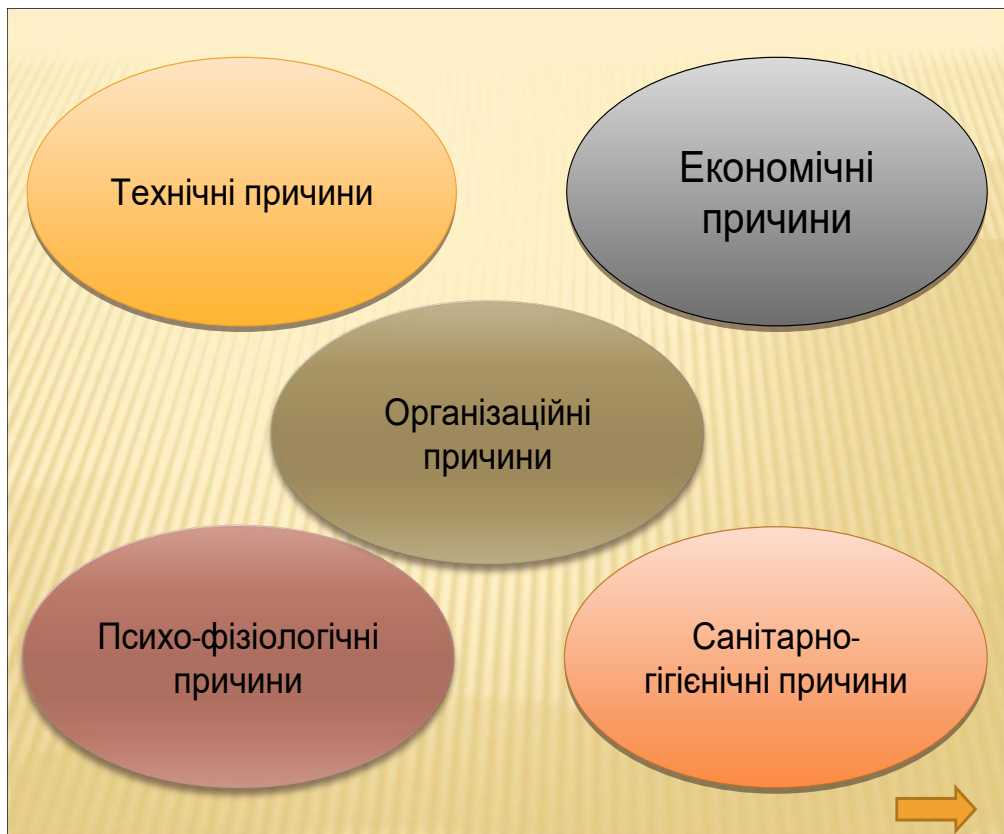 Технічні причини
Економічні
причини
Організаційні
причини
Психо-фізіологічні
причини
Санітарно-
гігієнічні причини